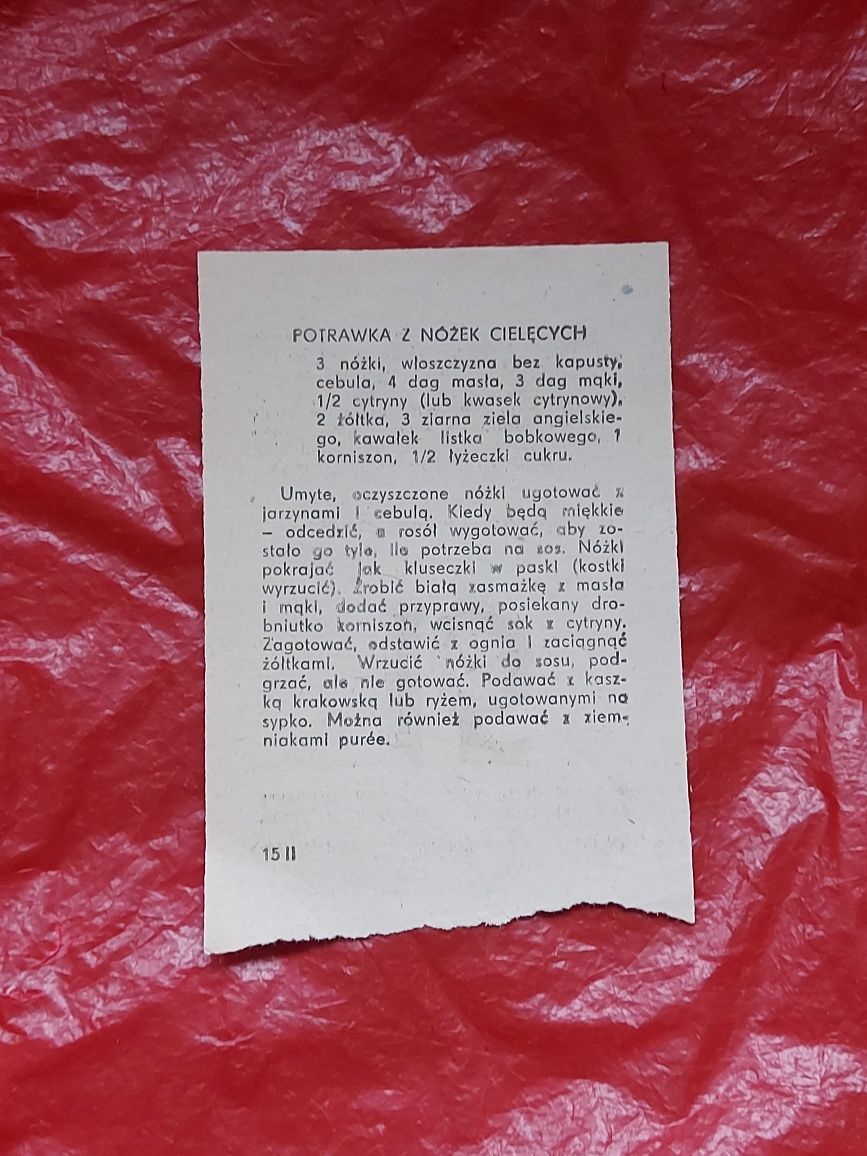 POTRAWKA Z NÓŻEK CIELĘCYCH
3 nóżki, włoszczyzna bez kapusty,
cebula, 4 dag masła, 3 dag mąki,
1/2 cytryny (lub kwasek cytrynowy),
2 żółtka, 3 ziarna ziela angielskie-
go, kawałek listka bobkowego, 1
korniszon, 1/2 łyżeczki cukru.
Umyte, oczyszczone nóżki ugotować z
jarzynami i cebulą. Kiedy będą miękkie
– odcedzić, a rosół wygotować, aby zo-
stało go tyle, ile potrzeba na sos. Nóżki
pokrajać jak kluseczki w paski (kostki
wyrzucić). Zrobić białą zasmażkę z masła
i mąki, dodać przyprawy, posiekany dro-
bniutko korniszon, wcisnąć sok z cytryny.
Zagotować, odstawić z ognia i zaciągnąć
żółtkami. Wrzucić nóżki do sosu, pod-
grzać, ale nie gotować. Podawać z kasz-
ką krakowską lub ryżem, ugotowanymi na
sypko. Można również podawać z ziem-
niakami purée.
15 II